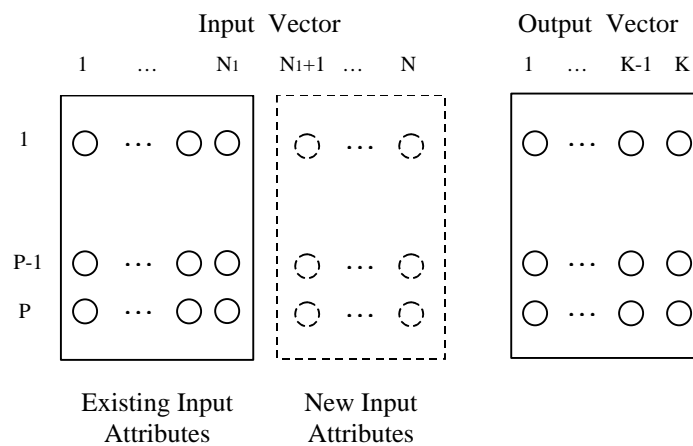 Input Vector
Output Vector
1 ... N1 N1+1 ... N
1 ... K-1 K
1 ... ... ...
P-1 ... ... ...
P ... ... ...
Existing Input
Attributes
New Input
Attributes